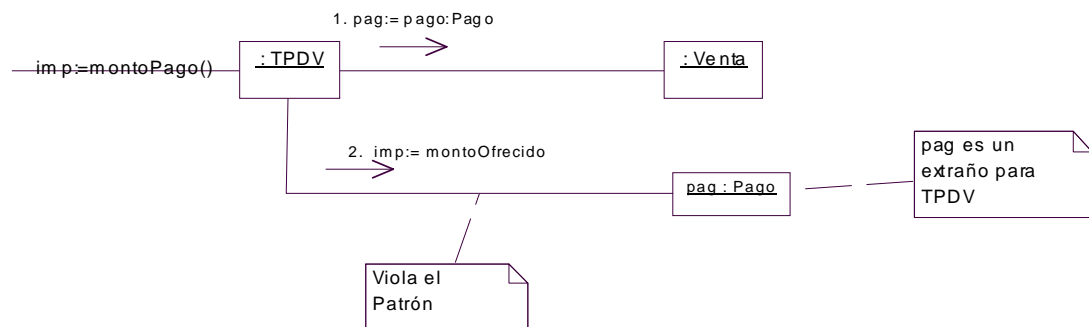 1. pag:= pago:Pago
imp:=montoPago()
: TPDV
: Venta
2. imp:= montoOfrecido
pag : Pago
pag es un
extraño para
TPDV
Viola el
Patrón